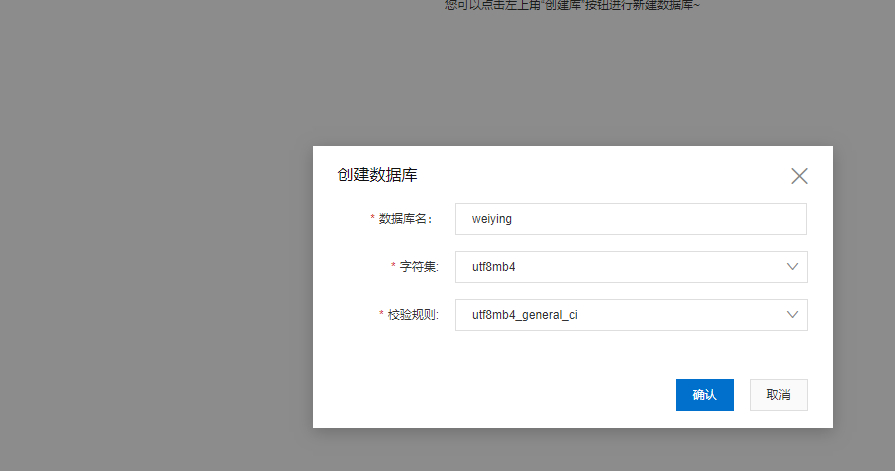 您可以点击左上角“创建库”按钮进行新建数据库~
创建数据库
* 数据库名：
weiying
* 字符集:
utf8mb4
* 校验规则:
utf8mb4_general_ci
确认 取消